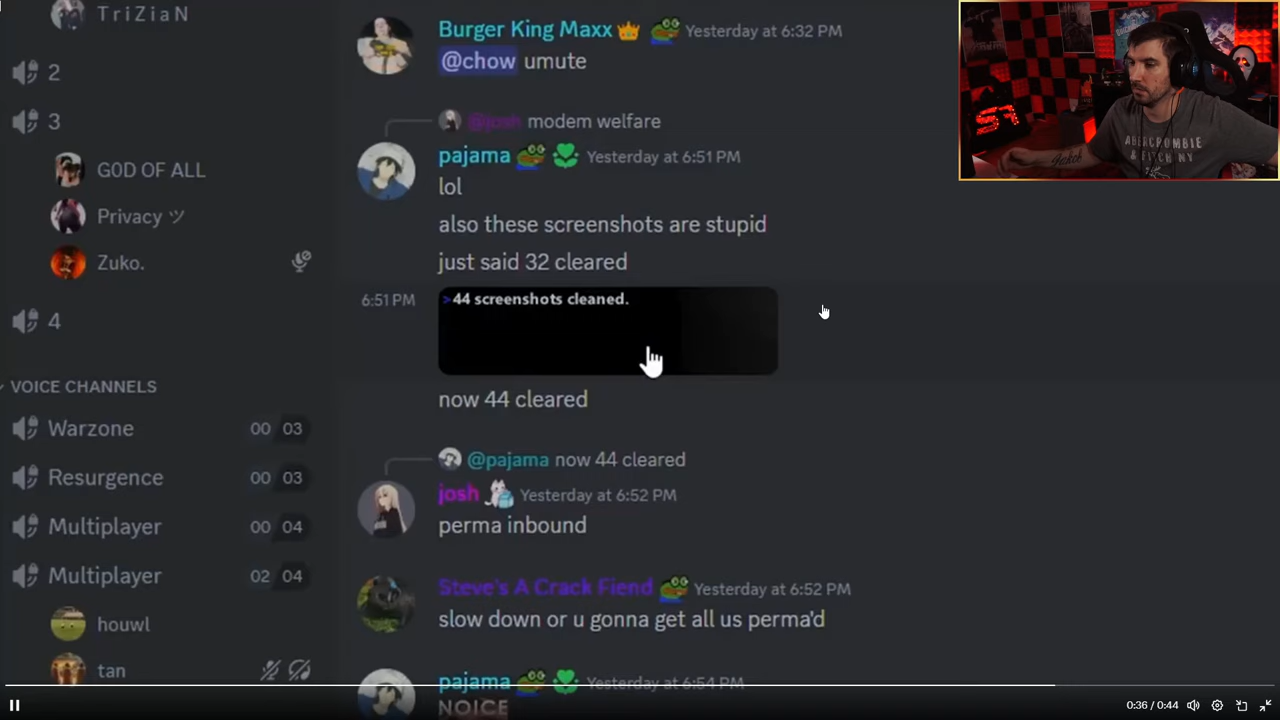 TriZiaN
2
3
GOD OF ALL
Privacy ツ
Zuko.
4
VOICE CHANNELS
Warzone 00 03
Resurgence 00 03
Multiplayer 00 04
Multiplayer 02 04
houwl
tan
Burger King Maxx Yesterday at 6:32 PM
@chow umute
@josh modem welfare
pajama Yesterday at 6:51 PM
lol
also these screenshots are stupid
just said 32 cleared
6:51 PM
>44 screenshots cleaned.
now 44 cleared
@pajama now 44 cleared
josh Yesterday at 6:52 PM
perma inbound
Steve's A Crack Fiend Yesterday at 6:52 PM
slow down or u gonna get all us perma'd
pajama Yesterday at 6:54 PM
NOICE
ABERCROMBIE
& FITCH NY
0:36 / 0:44